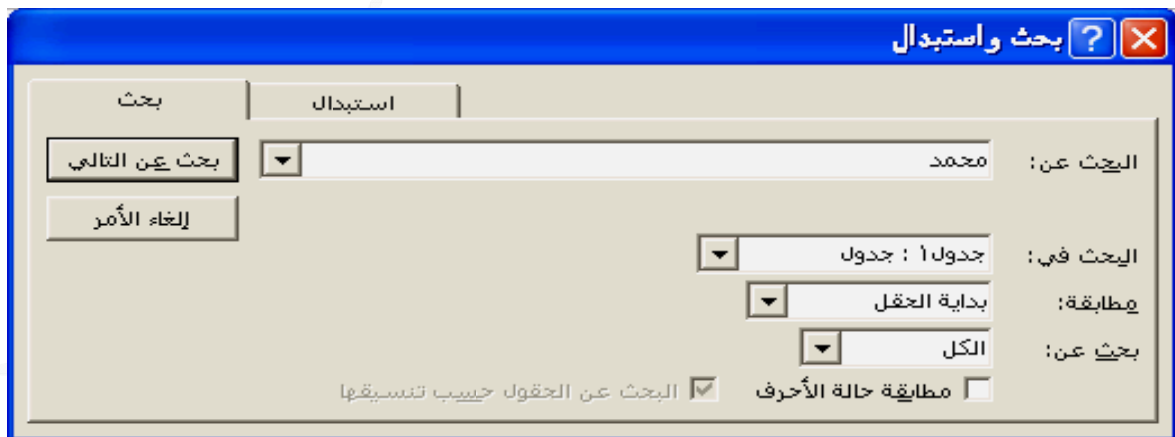 بحث واستبدال
بحث
استبدال
البحث عن:
محمد
بحث عن التالي
إلغاء الأمر
البحث في:
جدول١ : جدول
مطابقة:
بداية الحقل
بحث عن:
الكل
مطابقة حالة الأحرف
البحث عن الحقول حسب تنسيقها